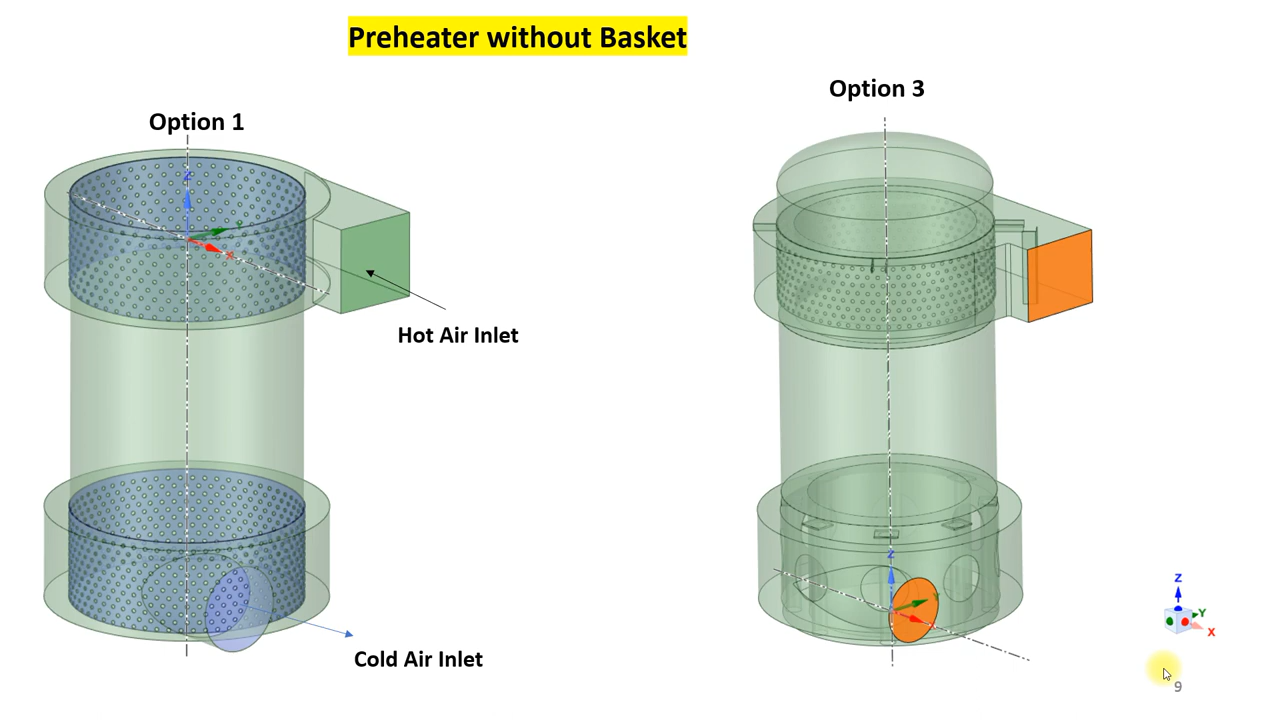 Preheater without Basket
Option 1
Option 3
Hot Air Inlet
Cold Air Inlet
Z
Y
X
Z
Y
X
Z
Y
X
9